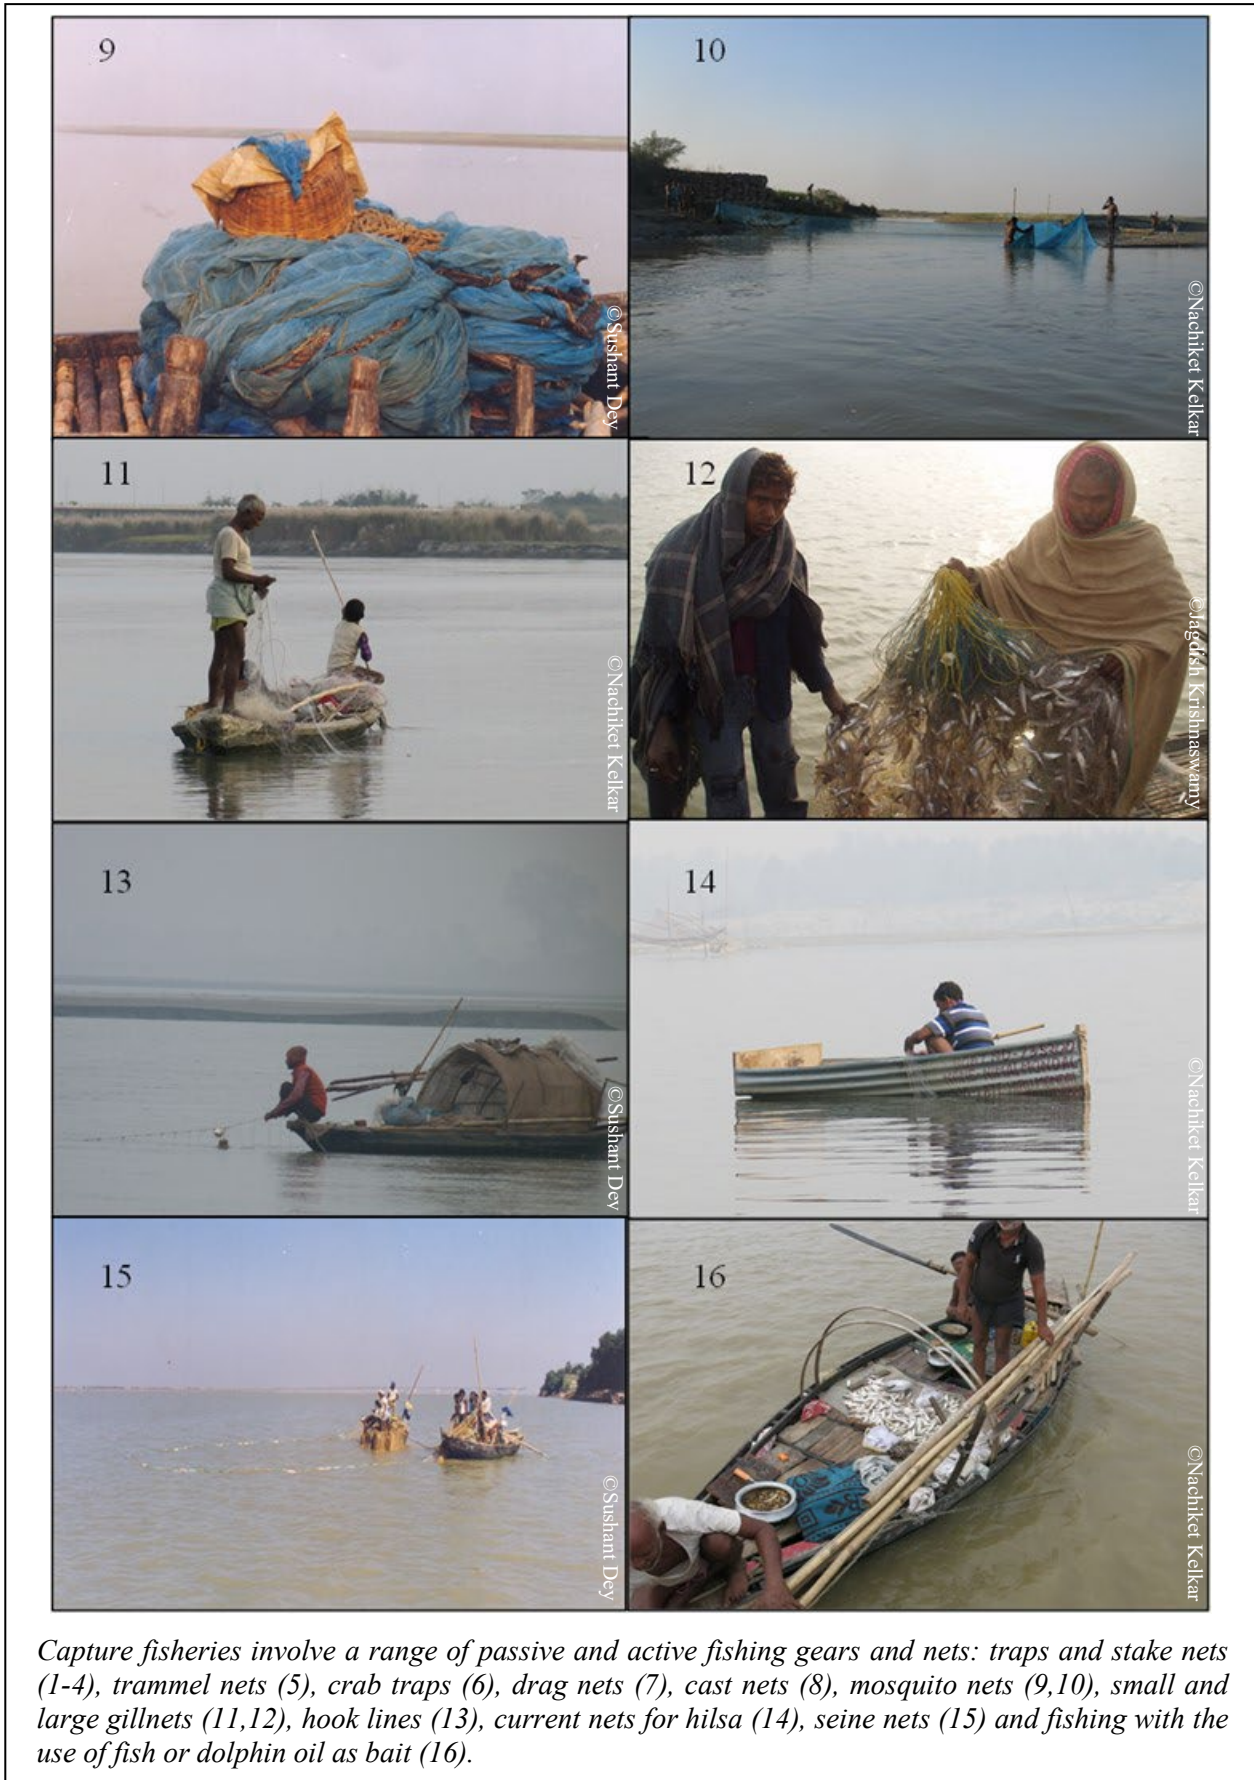 9
10
©Sushant Dey
©Nachiket Kelkar
11
12
©Nachiket Kelkar
©Jagdish Krishnaswamy
13
14
©Sushant Dey
©Nachiket Kelkar
15
16
©Sushant Dey
©Nachiket Kelkar
Capture fisheries involve a range of passive and active fishing gears and nets: traps and stake nets
(1-4), trammel nets (5), crab traps (6), drag nets (7), cast nets (8), mosquito nets (9,10), small and
large gillnets (11,12), hook lines (13), current nets for hilsa (14), seine nets (15) and fishing with the
use of fish or dolphin oil as bait (16).